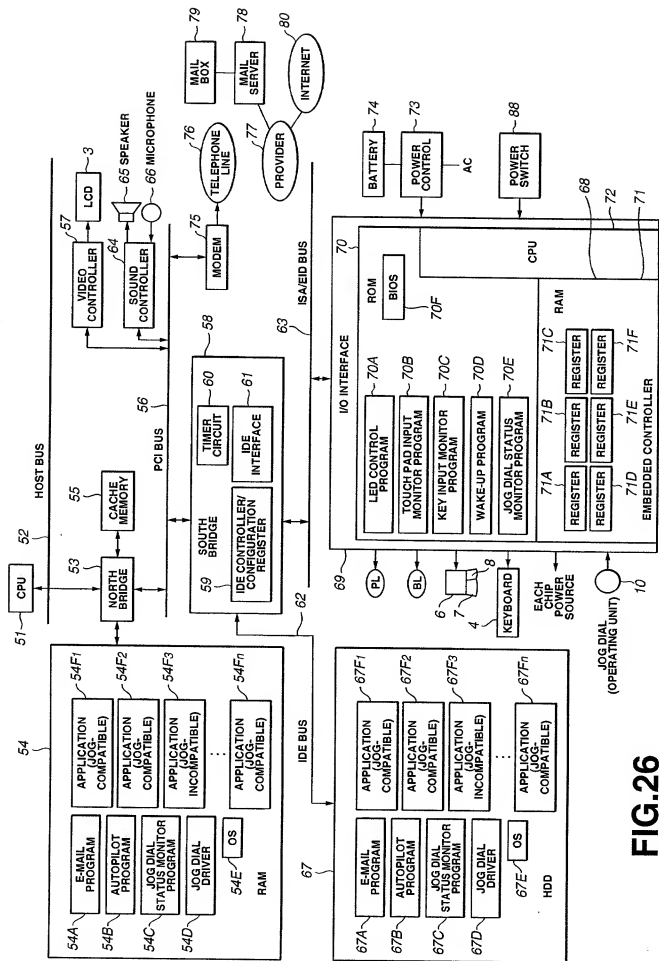 80
79
MAIL
BOX
78
MAIL
SERVER
INTERNET
77
PROVIDER
76
TELEPHONE
LINE
75
MODEM
3
LCD
65 SPEAKER
66 MICROPHONE
57
VIDEO
CONTROLLER
64
SOUND
CONTROLLER
HOST BUS
52
51
CPU
53
NORTH
BRIDGE
55
CACHE
MEMORY
PCI BUS
56
58
60
TIMER
CIRCUIT
61
IDE
INTERFACE
SOUTH
BRIDGE
59
IDE CONTROLLER/
CONFIGURATION
REGISTER
ISA/EID BUS
63
62
IDE BUS
54
54A
E-MAIL
PROGRAM
54B
AUTOPILOT
PROGRAM
54C
JOG DIAL
STATUS MONITOR
PROGRAM
54D
JOG DIAL
DRIVER
OS
54E
RAM
54F1
APPLICATION
(JOG-
COMPATIBLE)
54F2
APPLICATION
(JOG-
COMPATIBLE)
54F3
APPLICATION
(JOG-
INCOMPATIBLE)
54Fn
APPLICATION
(JOG-
COMPATIBLE)
67
67A
E-MAIL
PROGRAM
67B
AUTOPILOT
PROGRAM
67C
JOG DIAL
STATUS MONITOR
PROGRAM
67D
JOG DIAL
DRIVER
OS
67E
HDD
67F1
APPLICATION
(JOG-
COMPATIBLE)
67F2
APPLICATION
(JOG-
COMPATIBLE)
67F3
APPLICATION
(JOG-
INCOMPATIBLE)
67Fn
APPLICATION
(JOG-
COMPATIBLE)
74
BATTERY
73
POWER
CONTROL
AC
88
POWER
SWITCH
I/O INTERFACE
69
70
ROM
BIOS
70F
CPU
72
68
71
LED CONTROL
PROGRAM
70A
TOUCH PAD INPUT
MONITOR PROGRAM
70B
KEY INPUT MONITOR
PROGRAM
70C
WAKE-UP PROGRAM
70D
JOG DIAL STATUS
MONITOR PROGRAM
70E
RAM
71A
REGISTER
71B
REGISTER
71C
REGISTER
REGISTER
71D
REGISTER
71E
REGISTER
71F
EMBEDDED CONTROLLER
PL
BL
6
7
8
4
KEYBOARD
EACH
CHIP
POWER
SOURCE
10
JOG DIAL
(OPERATING UNIT)
FIG.26